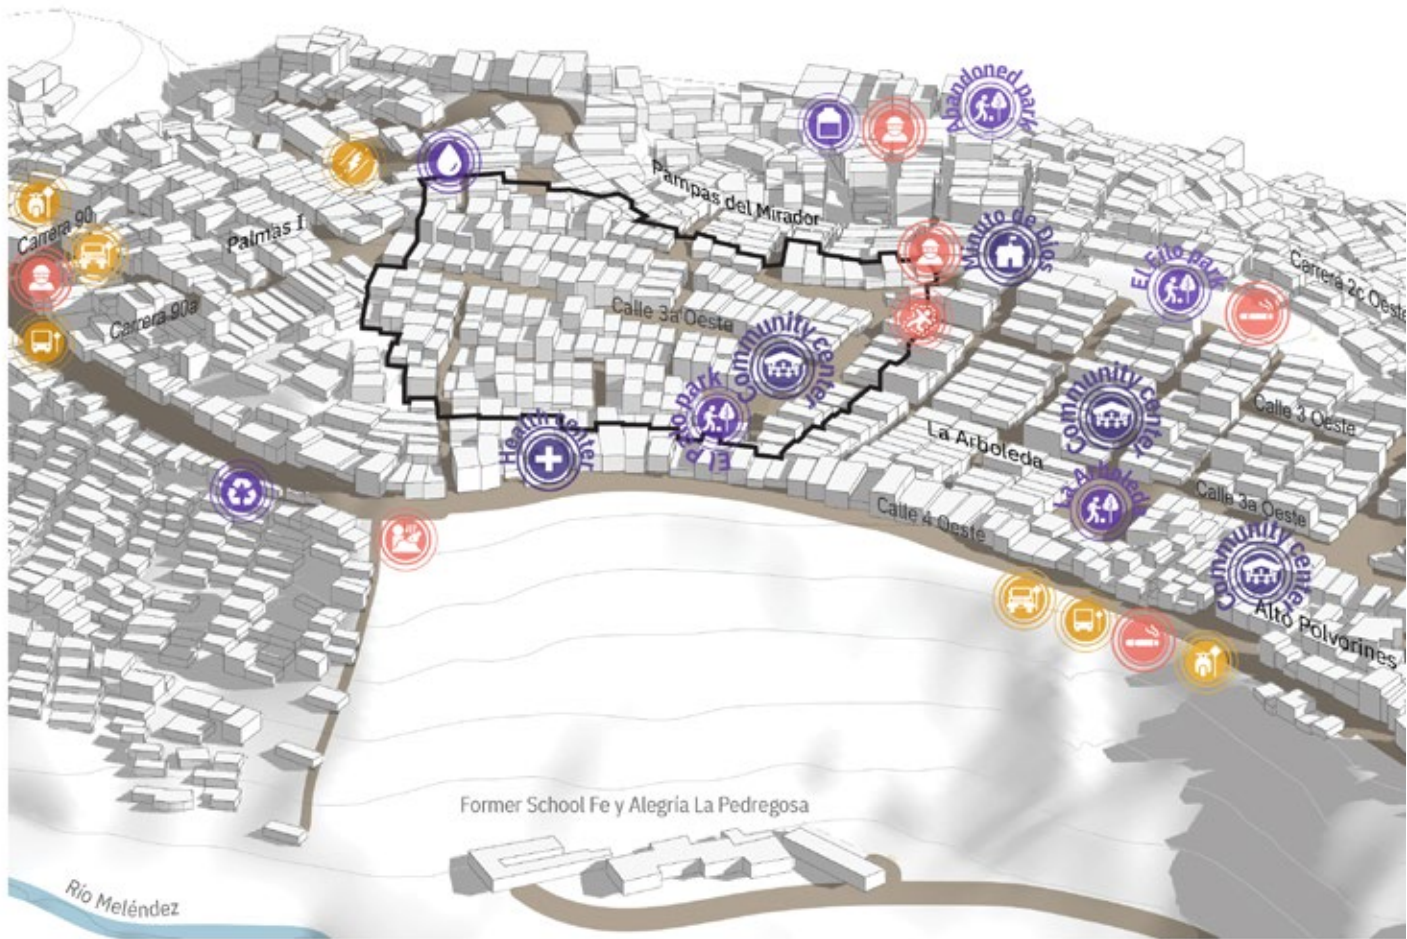 Abandoned park
Pampas del Mirador
Carrera 90
Palmas I
Minuto de Dios
El Filo park
Carrera 2c Oeste
Carrera 90a
Calle 3a Oeste
Community center
Community center
Calle 3 Oeste
park
Health center
La Arboleda
La Arboleda
Calle 3a Oeste
Calle 4 Oeste
Community center
Alto Polvorines
Former School Fe y Alegría La Pedregosa
Río Meléndez